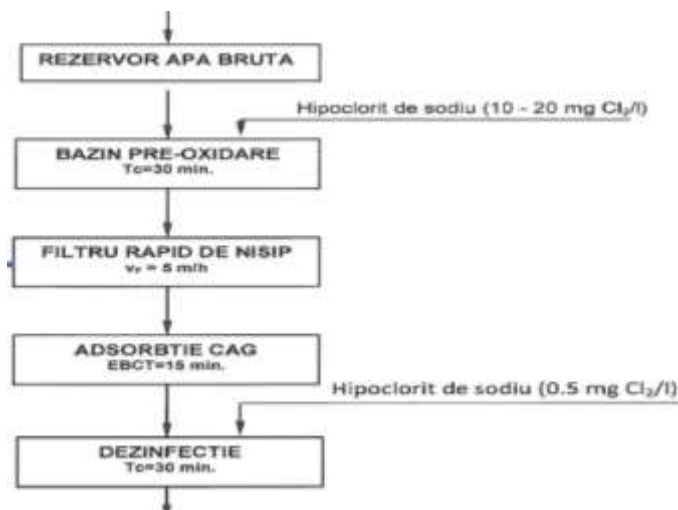 REZERVOR APA BRUTA
Hipoclorit de sodiu (10 - 20 mg Cl₂/l)
BAZIN PRE-OXIDARE
Tc=30 min.
FILTRU RAPID DE NISIP
vF = 5 m/h
ADSORBTIE CAG
EBCT=15 min.
Hipoclorit de sodiu (0.5 mg Cl₂/l)
DEZINFECTIE
Tc=30 min.